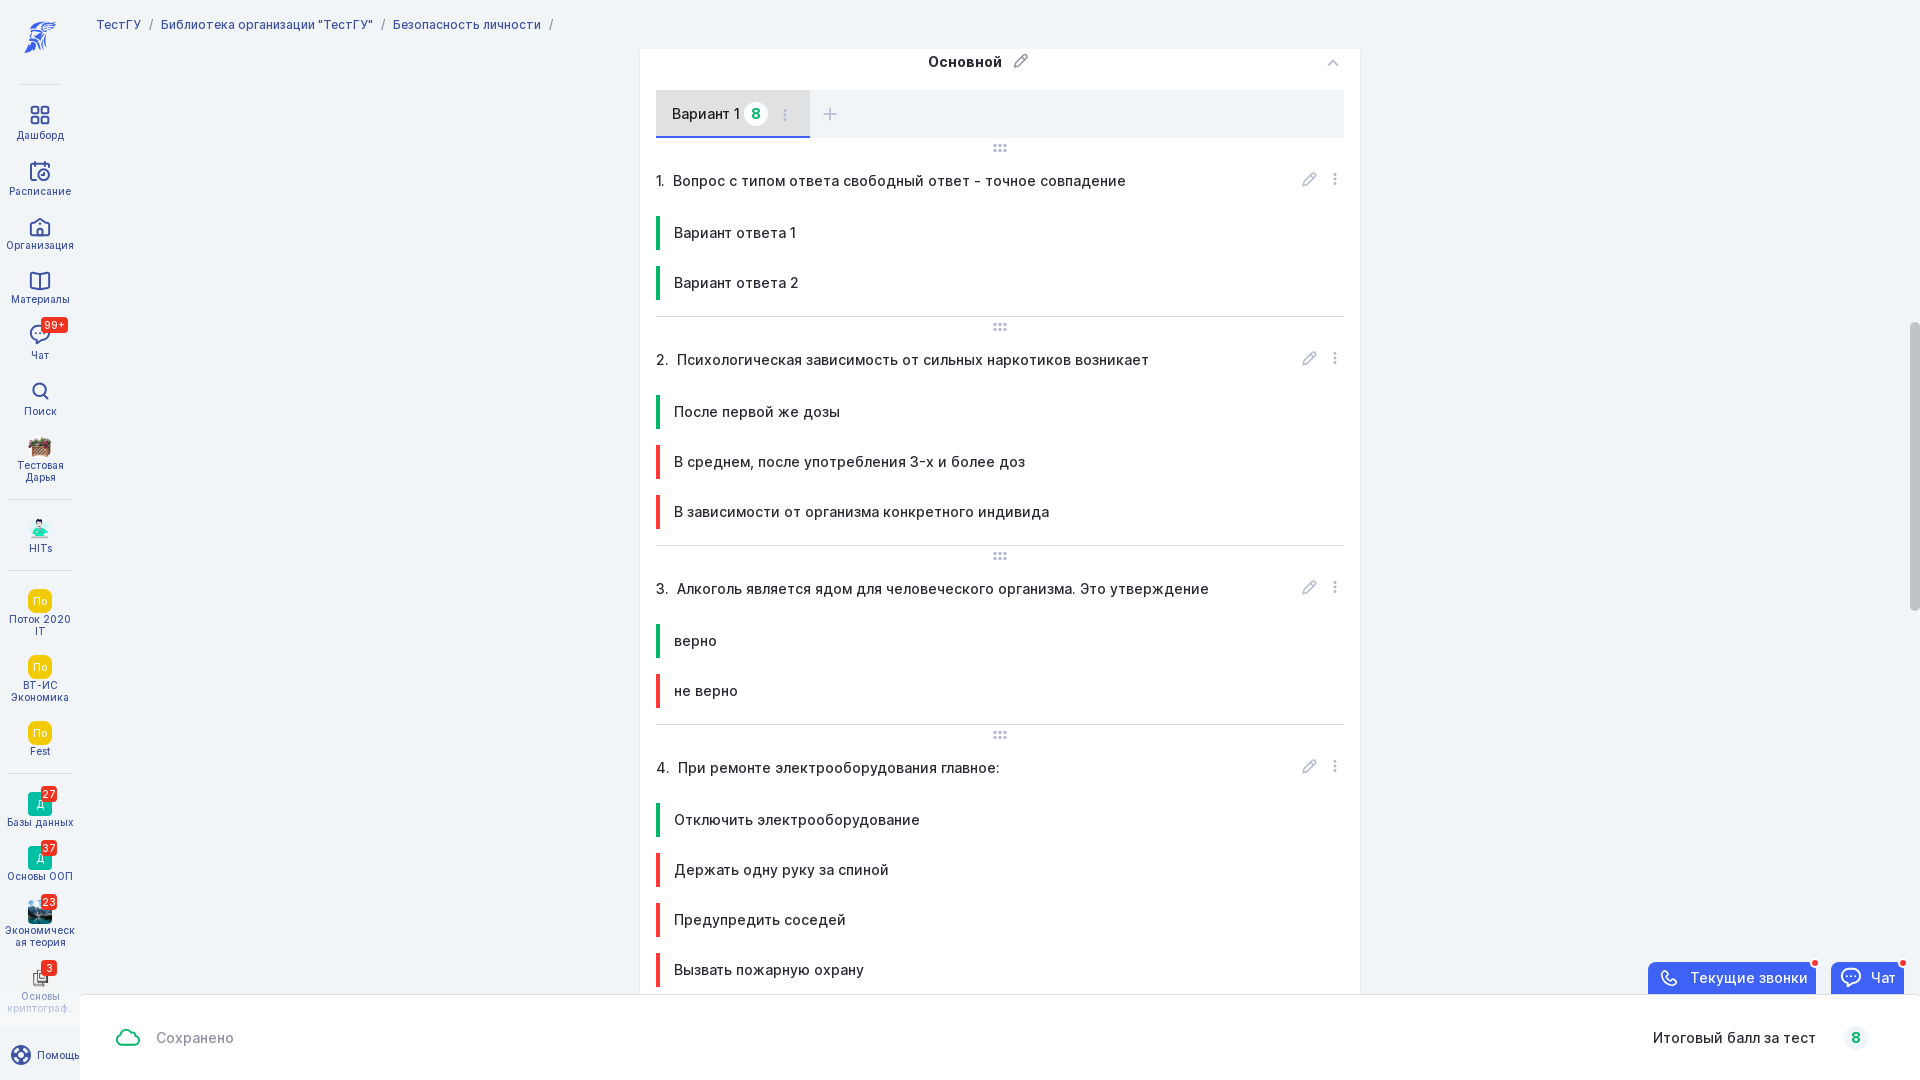 ТестГУ / Библиотека организации "ТестГУ" / Безопасность личности /
Основной
Вариант 1 8
1. Вопрос с типом ответа свободный ответ - точное совпадение
Вариант ответа 1
Вариант ответа 2
2. Психологическая зависимость от сильных наркотиков возникает
После первой же дозы
В среднем, после употребления 3-х и более доз
В зависимости от организма конкретного индивида
3. Алкоголь является ядом для человеческого организма. Это утверждение
верно
не верно
4. При ремонте электрооборудования главное:
Отключить электрооборудование
Держать одну руку за спиной
Предупредить соседей
Вызвать пожарную охрану
Дашборд
Расписание
Организация
Материалы
99+
Чат
Поиск
Тестовая
Дарья
HITs
По
Поток 2020
IT
По
ВТ-ИС
Экономика
По
Fest
27
Д
Базы данных
37
Д
Основы ООП
23
Экономическ
ая теория
3
Основы
криптограф...
Помощь
Текущие звонки
Чат
Сохранено
Итоговый балл за тест 8